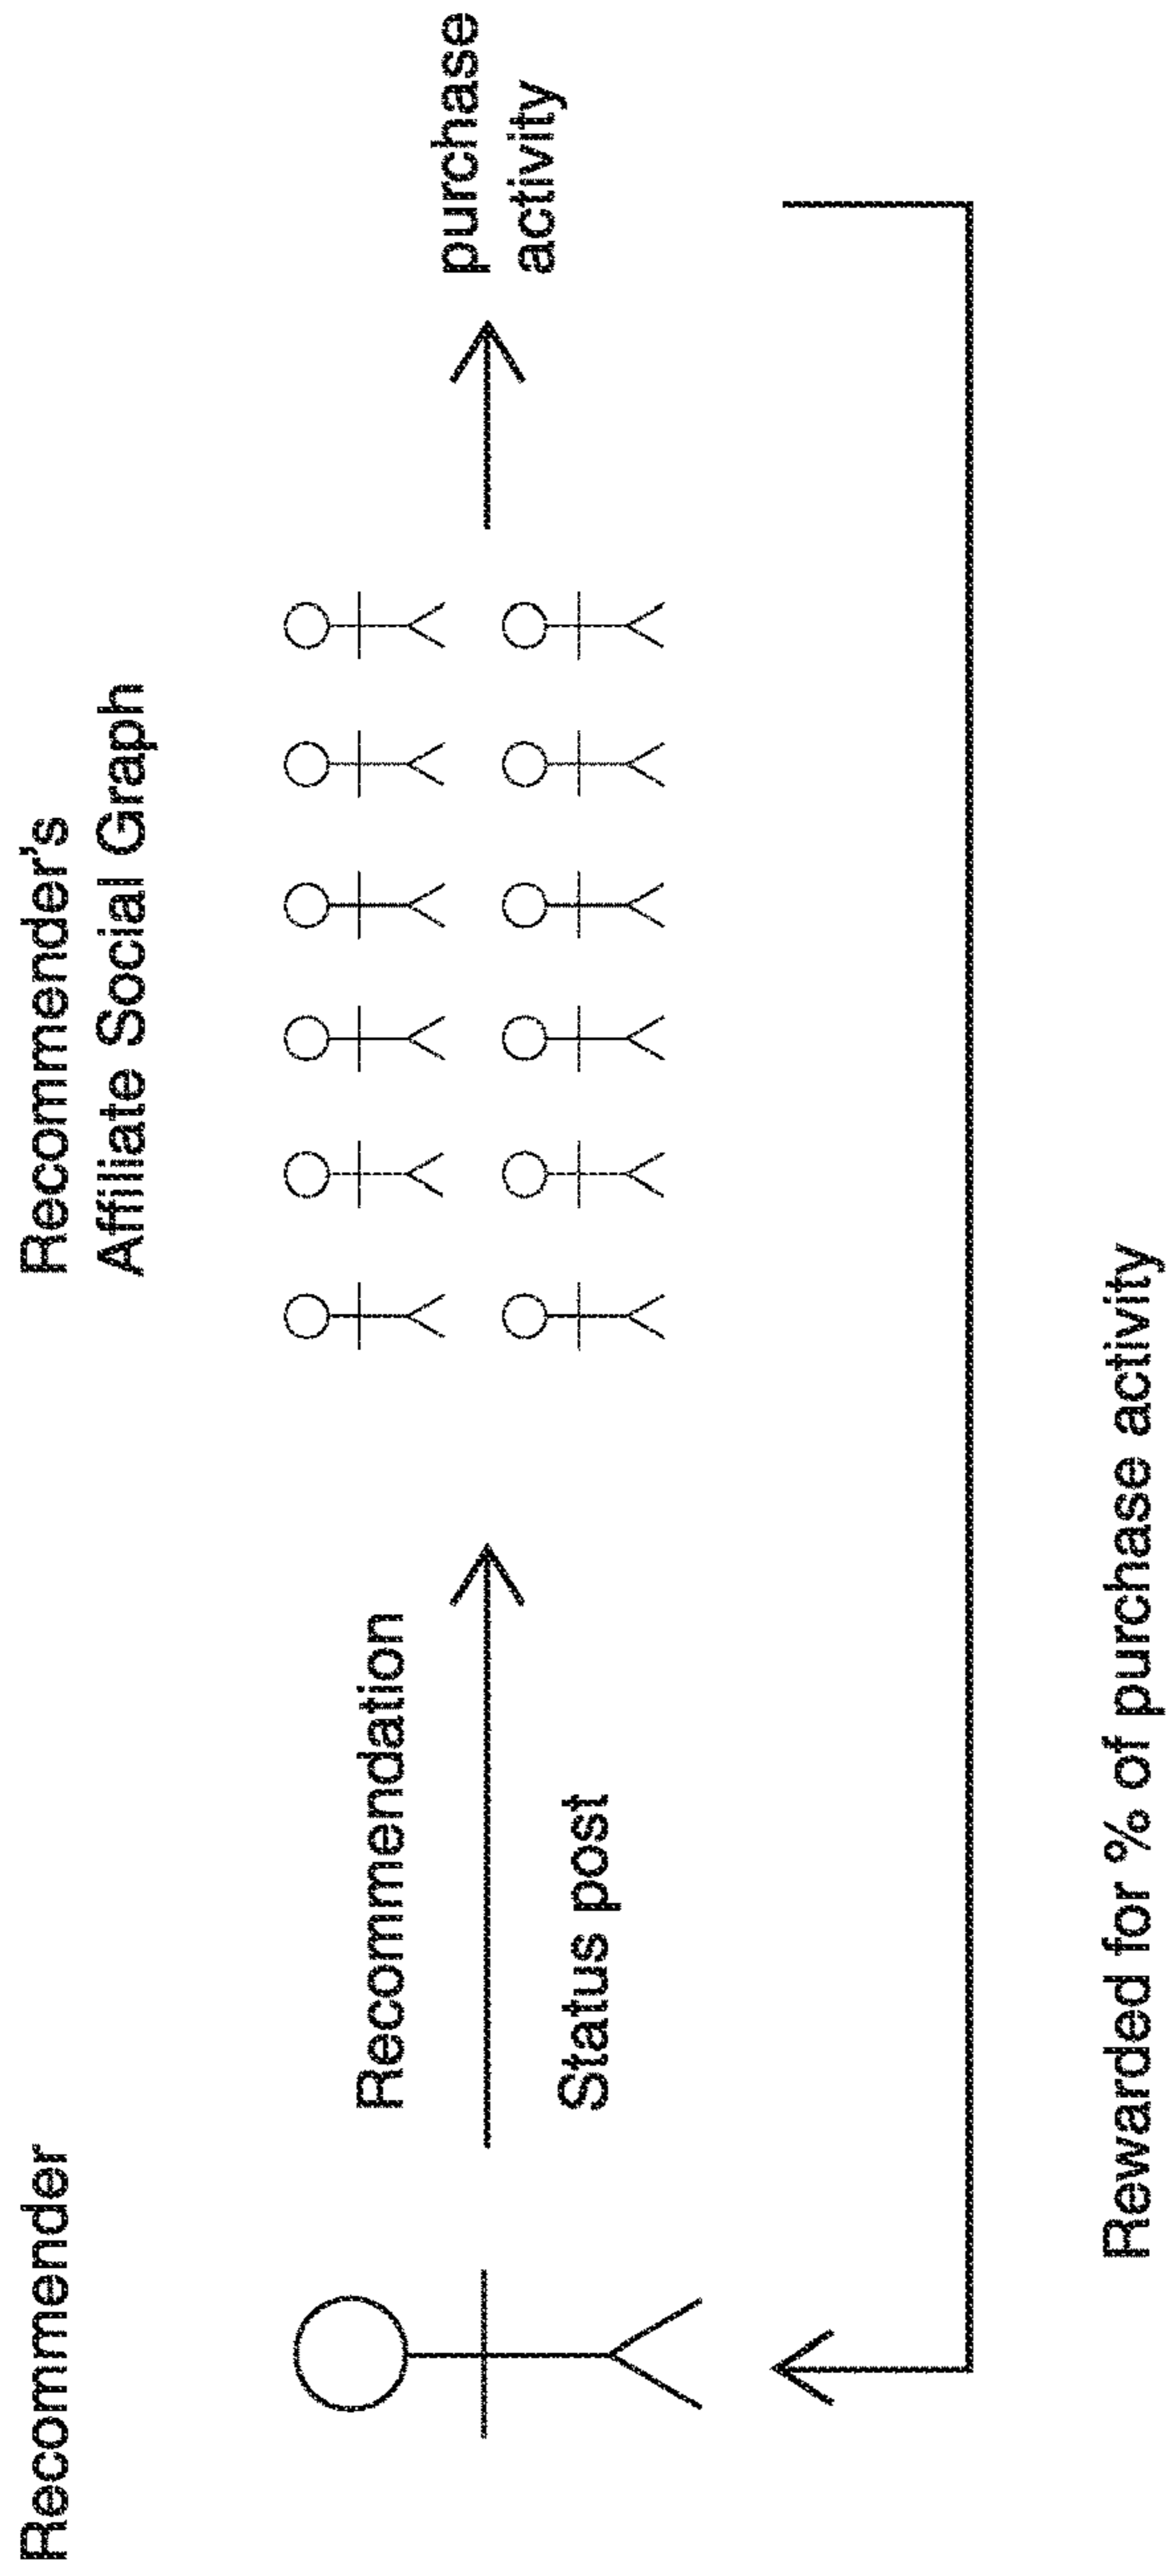 Recommender
Recommender's
Affiliate Social Graph
Recommendation
Status post
purchase
activity
Rewarded for % of purchase activity